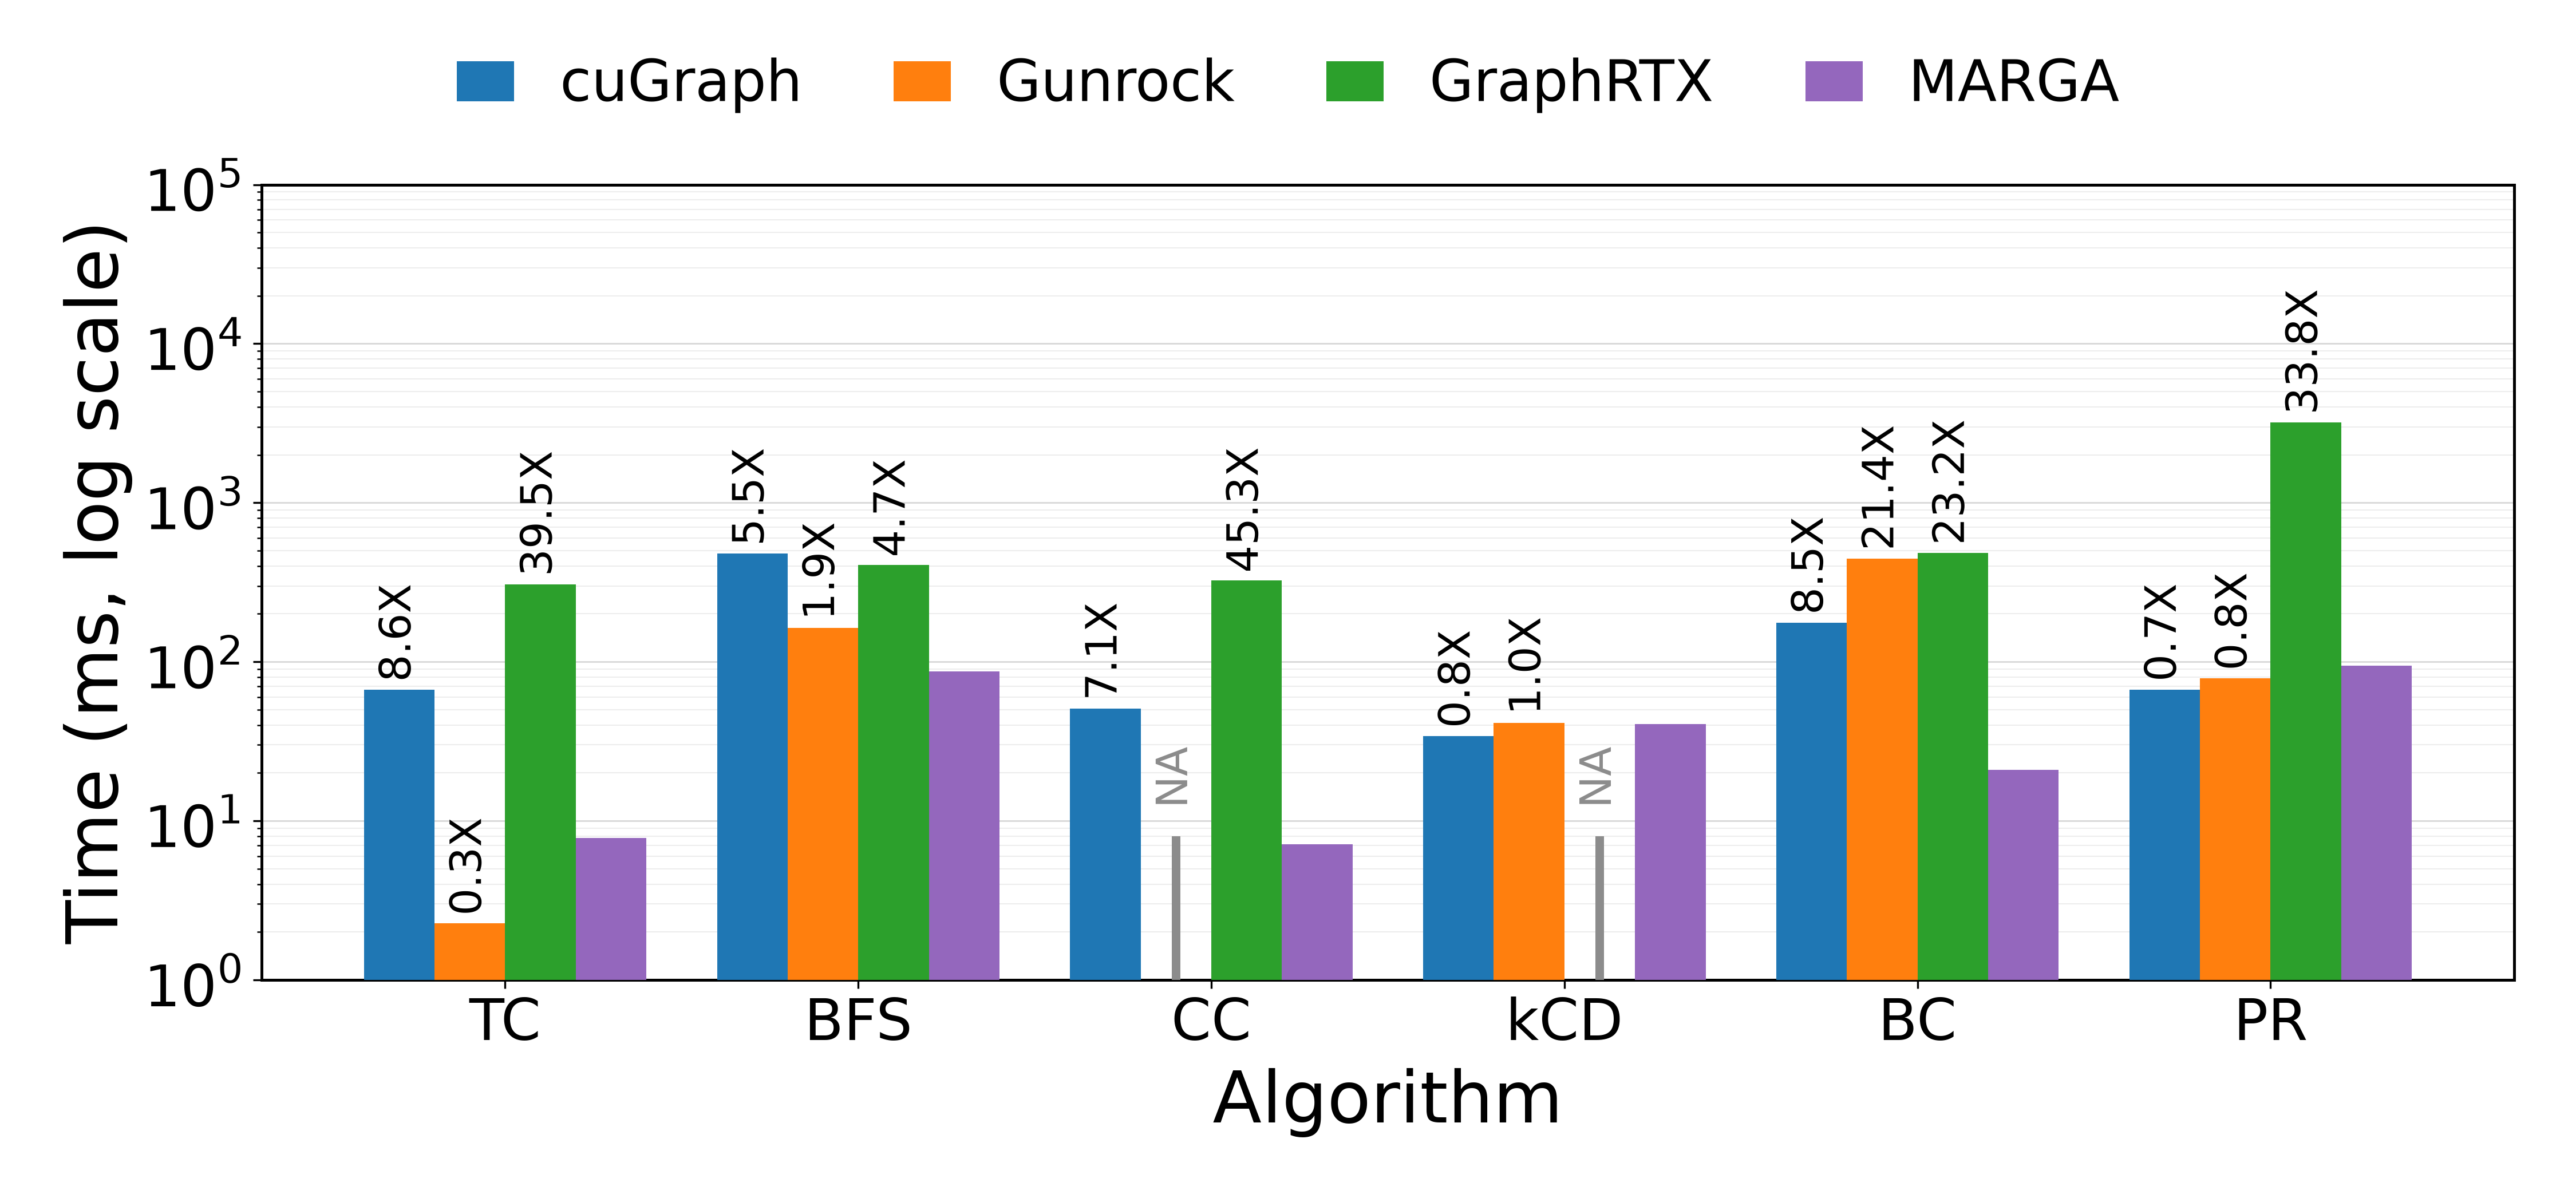 cuGraph Gunrock GraphRTX MARGA
Time (ms, log scale)
10^5
10^4
10^3
10^2
10^1
10^0
8.6X
0.3X
39.5X
5.5X
1.9X
4.7X
7.1X
NA
45.3X
0.8X
1.0X
NA
8.5X
21.4X
23.2X
0.7X
0.8X
33.8X
TC BFS CC kCD BC PR
Algorithm